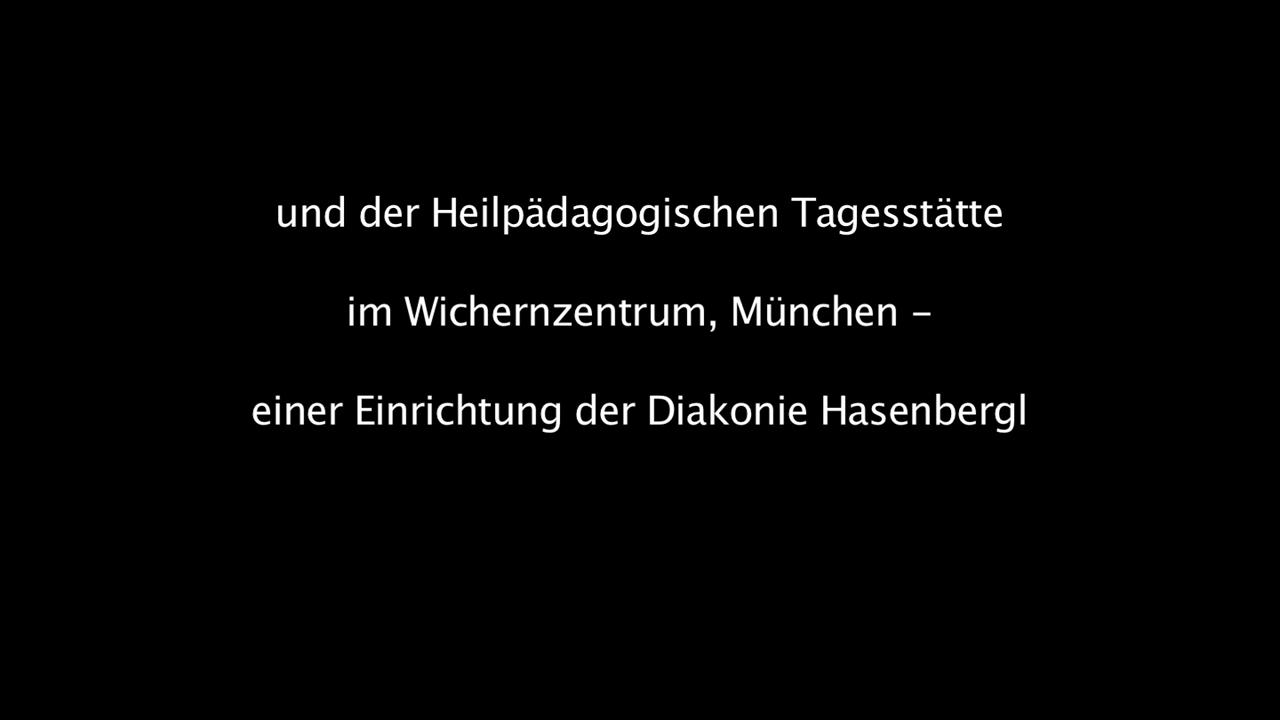 und der Heilpädagogischen Tagesstätte
im Wichernzentrum, München –
einer Einrichtung der Diakonie Hasenbergl